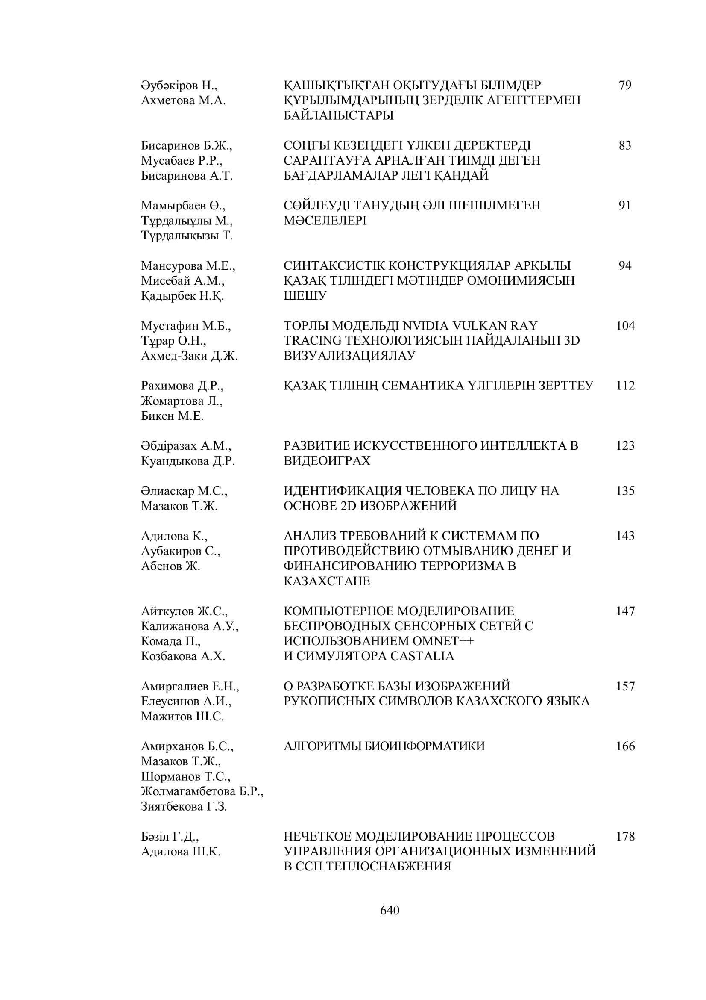 Әубәкіров Н., ҚАШЫҚТЫҚТАН ОҚЫТУДАҒЫ БІЛІМДЕР 79
Ахметова М.А. ҚҰРЫЛЫМДАРЫНЫҢ ЗЕРДЕЛІК АГЕНТТЕРМЕН
БАЙЛАНЫСТАРЫ
Бисаринов Б.Ж., СОҢҒЫ КЕЗЕҢДЕГІ ҮЛКЕН ДЕРЕКТЕРДІ 83
Мусабаев Р.Р., САРАПТАУҒА АРНАЛҒАН ТИІМДІ ДЕГЕН
Бисаринова А.Т. БАҒДАРЛАМАЛАР ЛЕГІ ҚАНДАЙ
Мамырбаев Ө., СӨЙЛЕУДІ ТАНУДЫҢ ӘЛІ ШЕШІЛМЕГЕН 91
Тұрдалыұлы М., МӘСЕЛЕЛЕРІ
Тұрдалықызы Т.
Мансурова М.Е., СИНТАКСИСТІК КОНСТРУКЦИЯЛАР АРҚЫЛЫ 94
Мисебай А.М., ҚАЗАҚ ТІЛІНДЕГІ МӘТІНДЕР ОМОНИМИЯСЫН
Қадырбек Н.Қ. ШЕШУ
Мустафин М.Б., ТОРЛЫ МОДЕЛЬДІ NVIDIA VULKAN RAY 104
Тұрар О.Н., TRACING ТЕХНОЛОГИЯСЫН ПАЙДАЛАНЫП 3D
Ахмед-Заки Д.Ж. ВИЗУАЛИЗАЦИЯЛАУ
Рахимова Д.Р., ҚАЗАҚ ТІЛІНІҢ СЕМАНТИКА ҮЛГІЛЕРІН ЗЕРТТЕУ 112
Жомартова Л.,
Бикен М.Е.
Әбдіразах А.М., РАЗВИТИЕ ИСКУССТВЕННОГО ИНТЕЛЛЕКТА В 123
Куандыкова Д.Р. ВИДЕОИГРАХ
Әлиасқар М.С., ИДЕНТИФИКАЦИЯ ЧЕЛОВЕКА ПО ЛИЦУ НА 135
Мазаков Т.Ж. ОСНОВЕ 2D ИЗОБРАЖЕНИЙ
Адилова К., АНАЛИЗ ТРЕБОВАНИЙ К СИСТЕМАМ ПО 143
Аубакиров С., ПРОТИВОДЕЙСТВИЮ ОТМЫВАНИЮ ДЕНЕГ И
Абенов Ж. ФИНАНСИРОВАНИЮ ТЕРРОРИЗМА В
КАЗАХСТАНЕ
Айткулов Ж.С., КОМПЬЮТЕРНОЕ МОДЕЛИРОВАНИЕ 147
Калижанова А.У., БЕСПРОВОДНЫХ СЕНСОРНЫХ СЕТЕЙ С
Комада П., ИСПОЛЬЗОВАНИЕМ OMNET++
Козбакова А.Х. И СИМУЛЯТОРА CASTALIA
Амиргалиев Е.Н., О РАЗРАБОТКЕ БАЗЫ ИЗОБРАЖЕНИЙ 157
Елеусинов А.И., РУКОПИСНЫХ СИМВОЛОВ КАЗАХСКОГО ЯЗЫКА
Мажитов Ш.С.
Амирханов Б.С., АЛГОРИТМЫ БИОИНФОРМАТИКИ 166
Мазаков Т.Ж.,
Шорманов Т.С.,
Жолмагамбетова Б.Р.,
Зиятбекова Г.З.
Бәзіл Г.Д., НЕЧЕТКОЕ МОДЕЛИРОВАНИЕ ПРОЦЕССОВ 178
Адилова Ш.К. УПРАВЛЕНИЯ ОРГАНИЗАЦИОННЫХ ИЗМЕНЕНИЙ
В ССП ТЕПЛОСНАБЖЕНИЯ
640